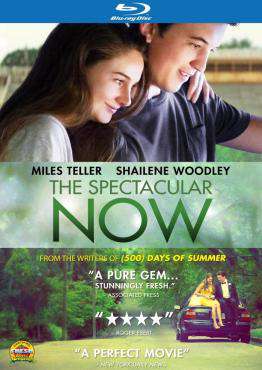 Blu-ray Disc
MILES TELLER SHAILENE WOODLEY
THE SPECTACULAR
NOW
FROM THE WRITERS OF (500) DAYS OF SUMMER
"A PURE GEM...
STUNNINGLY FRESH."
ASSOCIATED PRESS
"★★★★"
ROGER EBERT
"A PERFECT MOVIE"
NEW YORK DAILY NEWS
FRESH